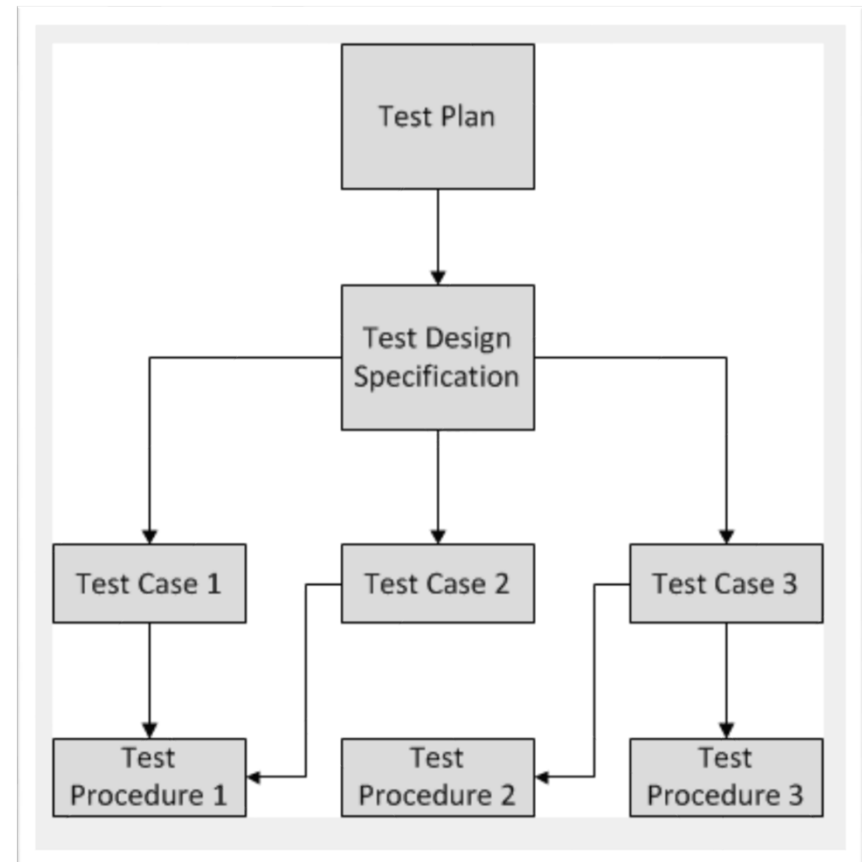 Test Plan
Test Design
Specification
Test Case 1
Test Case 2
Test Case 3
Test
Procedure 1
Test
Procedure 2
Test
Procedure 3